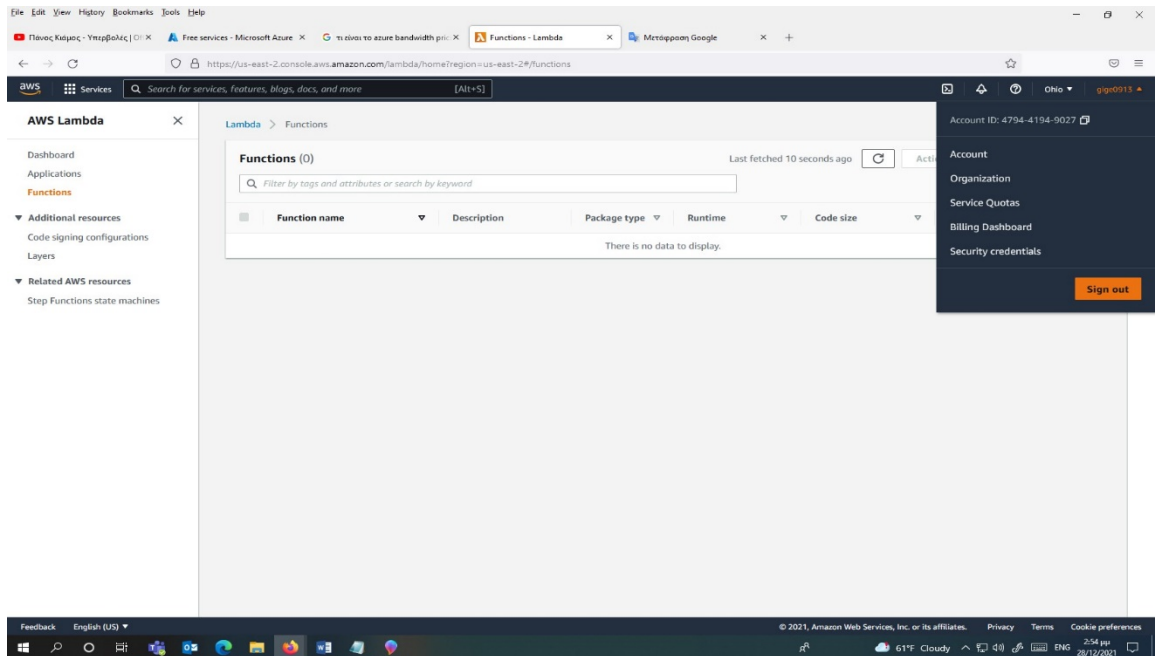 File Edit View History Bookmarks Tools Help
Πάνος Κιάμος - Υπερβολές |
Free services - Microsoft Azure
τι είναι το azure bandwidth pric
Functions - Lambda
Μετάφραση Google
https://us-east-2.console.aws.amazon.com/lambda/home?region=us-east-2#/functions
aws Services Search for services, features, blogs, docs, and more [Alt+S] Ohio gige0913
AWS Lambda
Dashboard
Applications
Functions
Additional resources
Code signing configurations
Layers
Related AWS resources
Step Functions state machines
Lambda > Functions
Functions (0) Last fetched 10 seconds ago Acti
Filter by tags and attributes or search by keyword
Function name Description Package type Runtime Code size
There is no data to display.
Account ID: 4794-4194-9027
Account
Organization
Service Quotas
Billing Dashboard
Security credentials
Sign out
Feedback English (US) © 2021, Amazon Web Services, Inc. or its affiliates. Privacy Terms Cookie preferences
61°F Cloudy ENG 2:54 μμ
28/12/2021